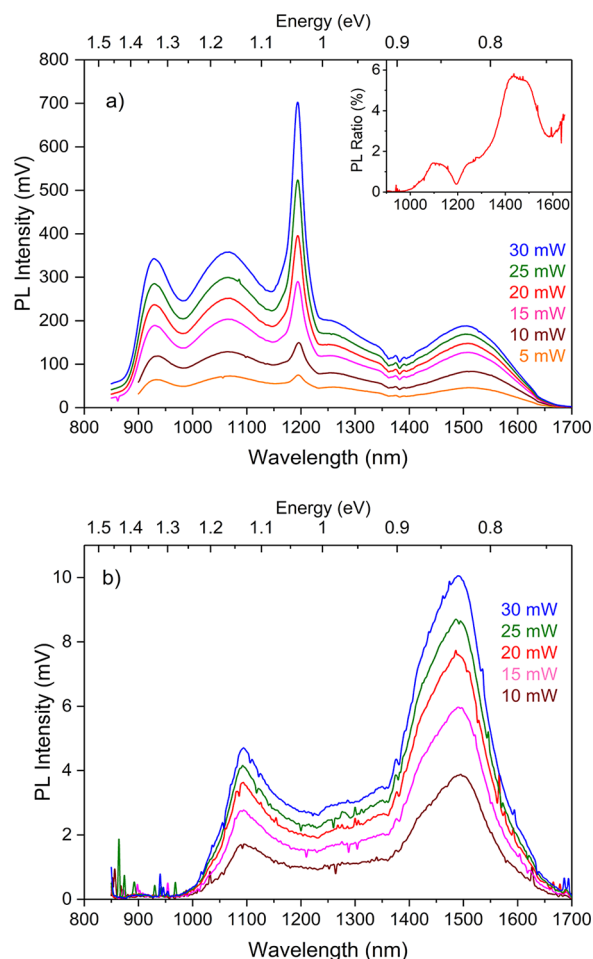 Energy (eV)
1.5 1.4 1.3 1.2 1.1 1 0.9 0.8
800
700
600
500
400
300
200
100
0
PL Intensity (mV)
a)
6
4
2
0
PL Ratio (%)
1000 1200 1400 1600
30 mW
25 mW
20 mW
15 mW
10 mW
5 mW
800 900 1000 1100 1200 1300 1400 1500 1600 1700
Wavelength (nm)
Energy (eV)
1.5 1.4 1.3 1.2 1.1 1 0.9 0.8
10
8
6
4
2
0
PL Intensity (mV)
b)
30 mW
25 mW
20 mW
15 mW
10 mW
800 900 1000 1100 1200 1300 1400 1500 1600 1700
Wavelength (nm)